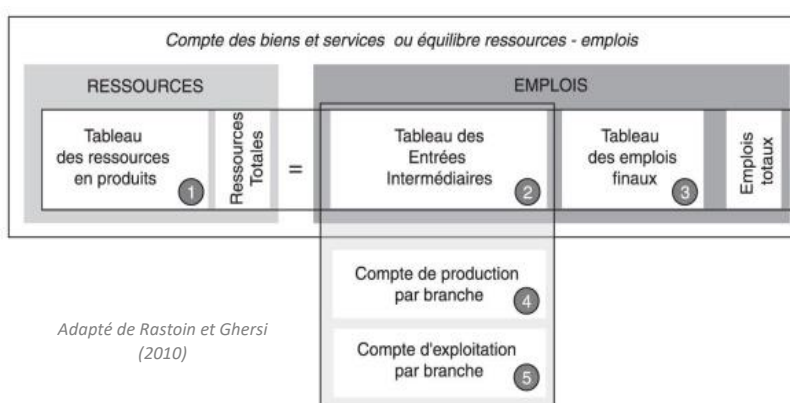 Compte des biens et services ou équilibre ressources - emplois
RESSOURCES
EMPLOIS
Tableau
des ressources
en produits
1
Ressources
Totales
=
Tableau des
Entrées
Intermédiaires
2
Tableau
des emplois
finaux
3
Emplois
totaux
Compte de production
par branche
4
Compte d'exploitation
par branche
5
Adapté de Rastoin et Ghersi
(2010)